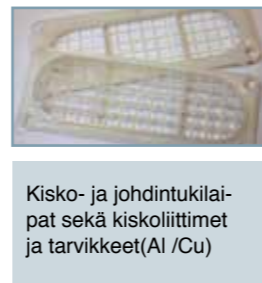 Kisko- ja johdintukilai-
pat sekä kiskoliittimet
ja tarvikkeet(Al /Cu)